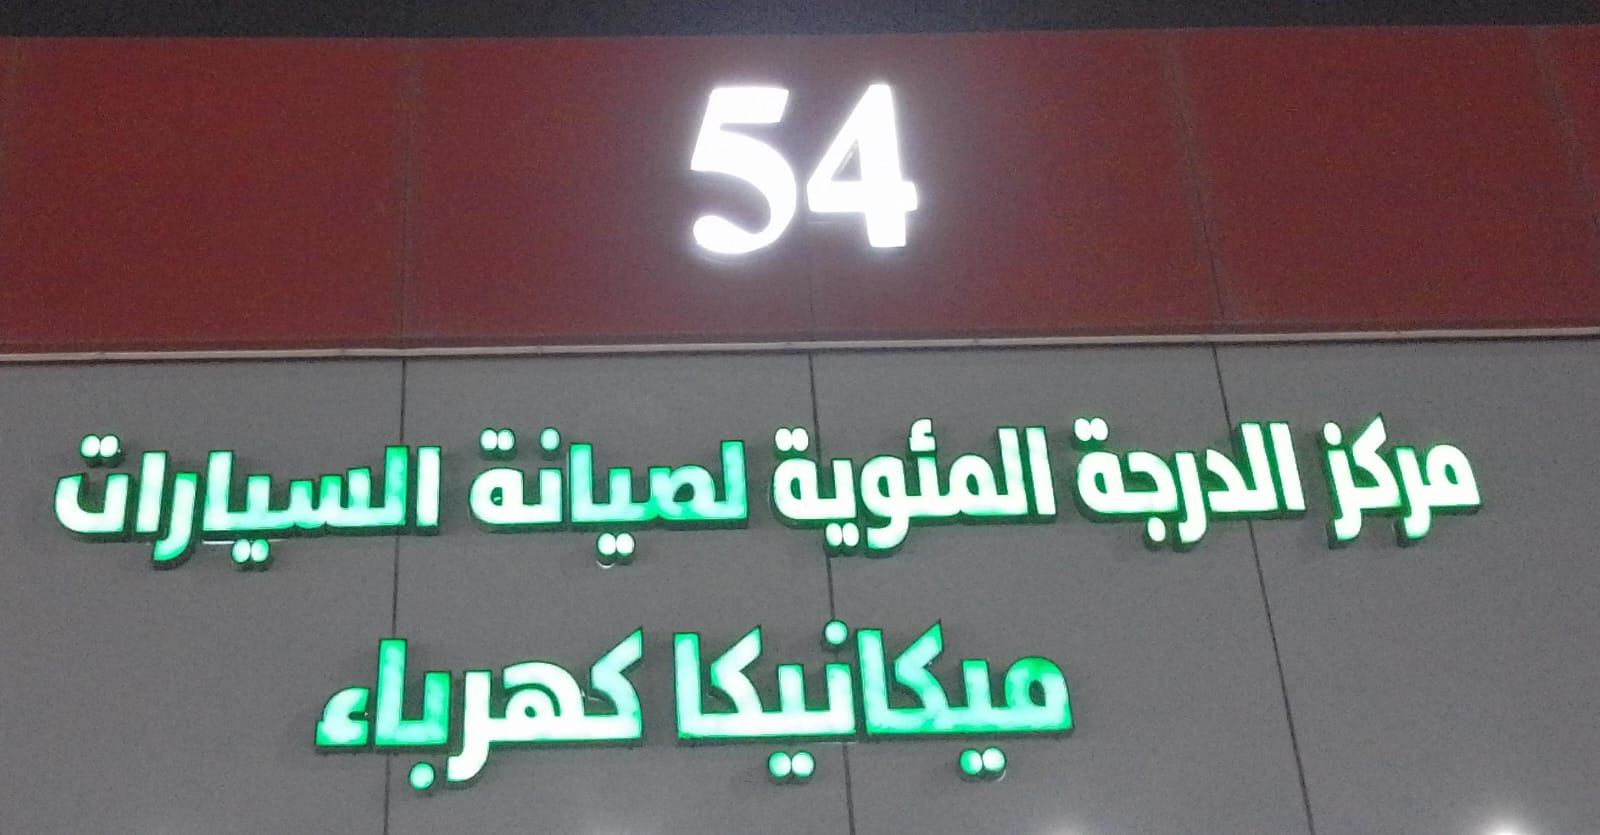 54
مركز الدرجة المئوية لصيانة السيارات
ميكانيكا كهرباء